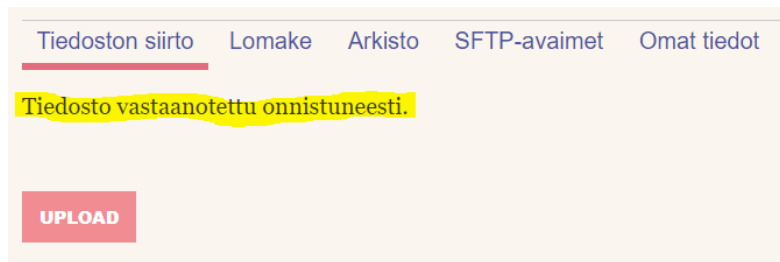 Tiedoston siirto Lomake Arkisto SFTP-avaimet Omat tiedot
Tiedosto vastaanotettu onnistuneesti.
UPLOAD